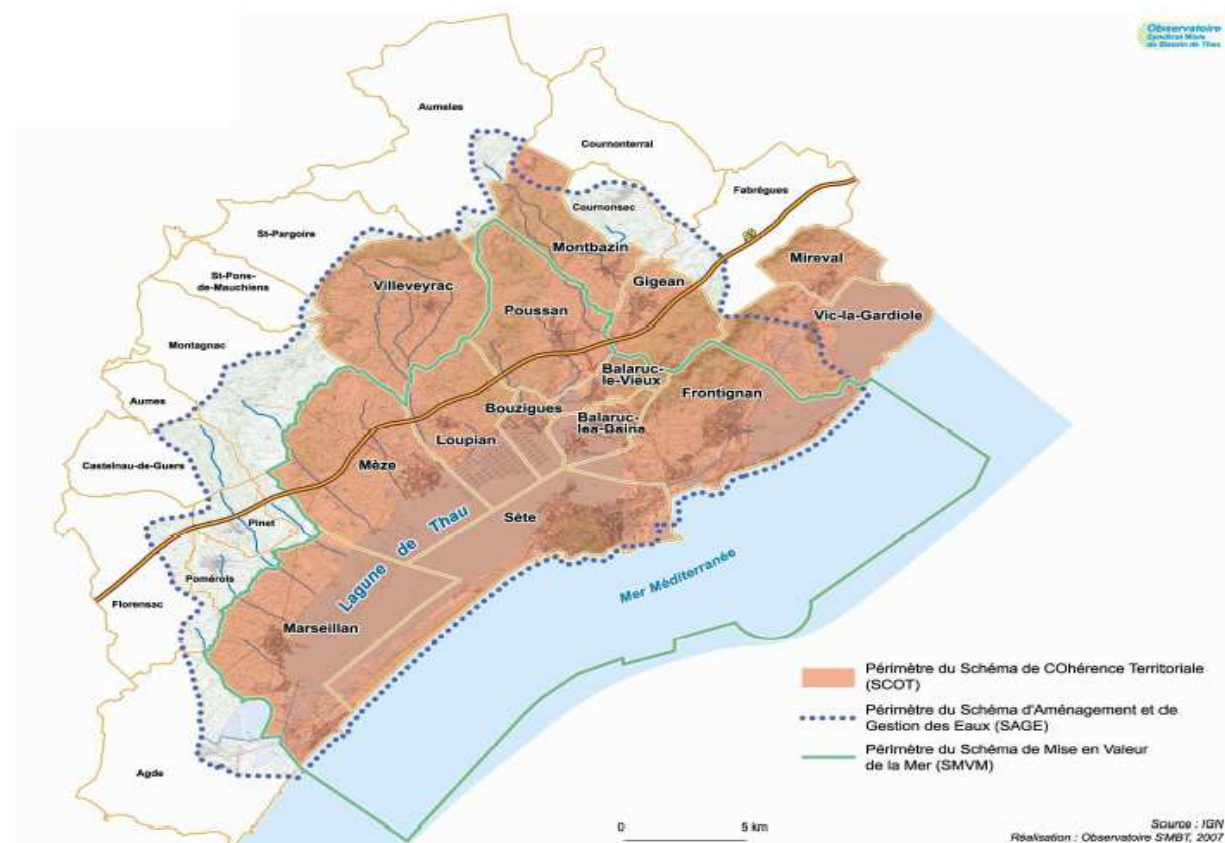 Observatoire
Syndicat Mixte
du Bassin de Thau
Aumelas
Cournonterral
Fabrègues
Cournonsec
St-Pargoire
Montbazin
Mireval
St-Pons-
de-Mauchiens
Villeveyrac
Gigean
Poussan
Vic-la-Gardiole
Montagnac
Balaruc-
le-Vieux
Frontignan
Aumes
Bouzigues
Balaruc-
les-Bains
Loupian
Castelnau-de-Guers
Mèze
Sète
Pinet
Lagune de Thau
Pomérols
Mer Méditerranée
Florensac
Marseillan
Agde
Périmètre du Schéma de COhérence Territoriale
(SCOT)
Périmètre du Schéma d'Aménagement et de
Gestion des Eaux (SAGE)
Périmètre du Schéma de Mise en Valeur
de la Mer (SMVM)
0 5 km
Source : IGN
Réalisation : Observatoire SMBT, 2007